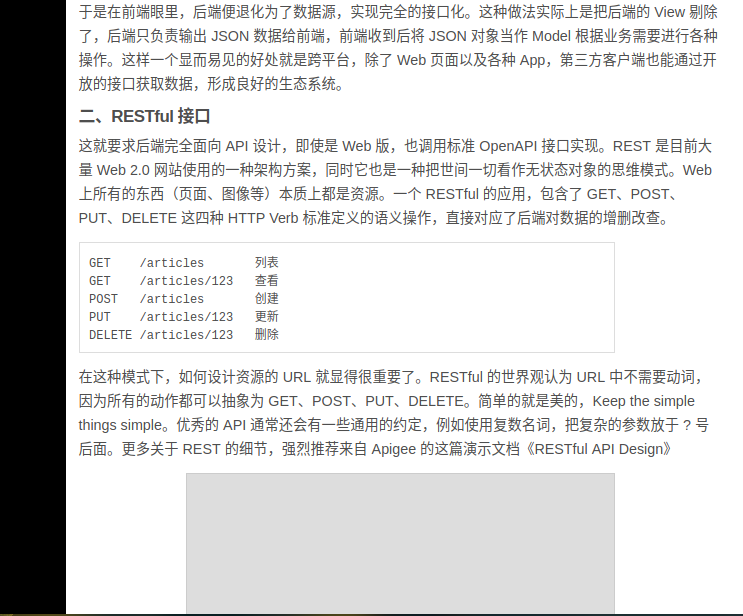 于是在前端眼里，后端便退化为了数据源，实现完全的接口化。这种做法实际上是把后端的 View 剔除
了，后端只负责输出 JSON 数据给前端，前端收到后将 JSON 对象当作 Model 根据业务需要进行各种
操作。这样一个显而易见的好处就是跨平台，除了 Web 页面以及各种 App，第三方客户端也能通过开
放的接口获取数据，形成良好的生态系统。
二、RESTful 接口
这就要求后端完全面向 API 设计，即使是 Web 版，也调用标准 OpenAPI 接口实现。REST 是目前大
量 Web 2.0 网站使用的一种架构方案，同时它也是一种把世间一切看作无状态对象的思维模式。Web
上所有的东西（页面、图像等）本质上都是资源。一个 RESTful 的应用，包含了 GET、POST、
PUT、DELETE 这四种 HTTP Verb 标准定义的语义操作，直接对应了后端对数据的增删改查。
GET    /articles       列表
GET    /articles/123   查看
POST   /articles       创建
PUT    /articles/123   更新
DELETE /articles/123   删除
在这种模式下，如何设计资源的 URL 就显得很重要了。RESTful 的世界观认为 URL 中不需要动词，
因为所有的动作都可以抽象为 GET、POST、PUT、DELETE。简单的就是美的，Keep the simple
things simple。优秀的 API 通常还会有一些通用的约定，例如使用复数名词，把复杂的参数放于 ? 号
后面。更多关于 REST 的细节，强烈推荐来自 Apigee 的这篇演示文档《RESTful API Design》